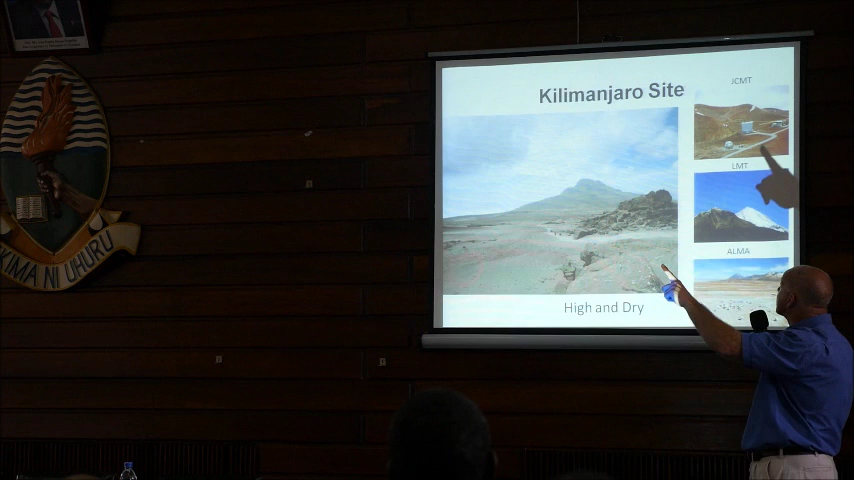 KIMA NI UHURU
Kilimanjaro Site
JCMT
LMT
ALMA
High and Dry